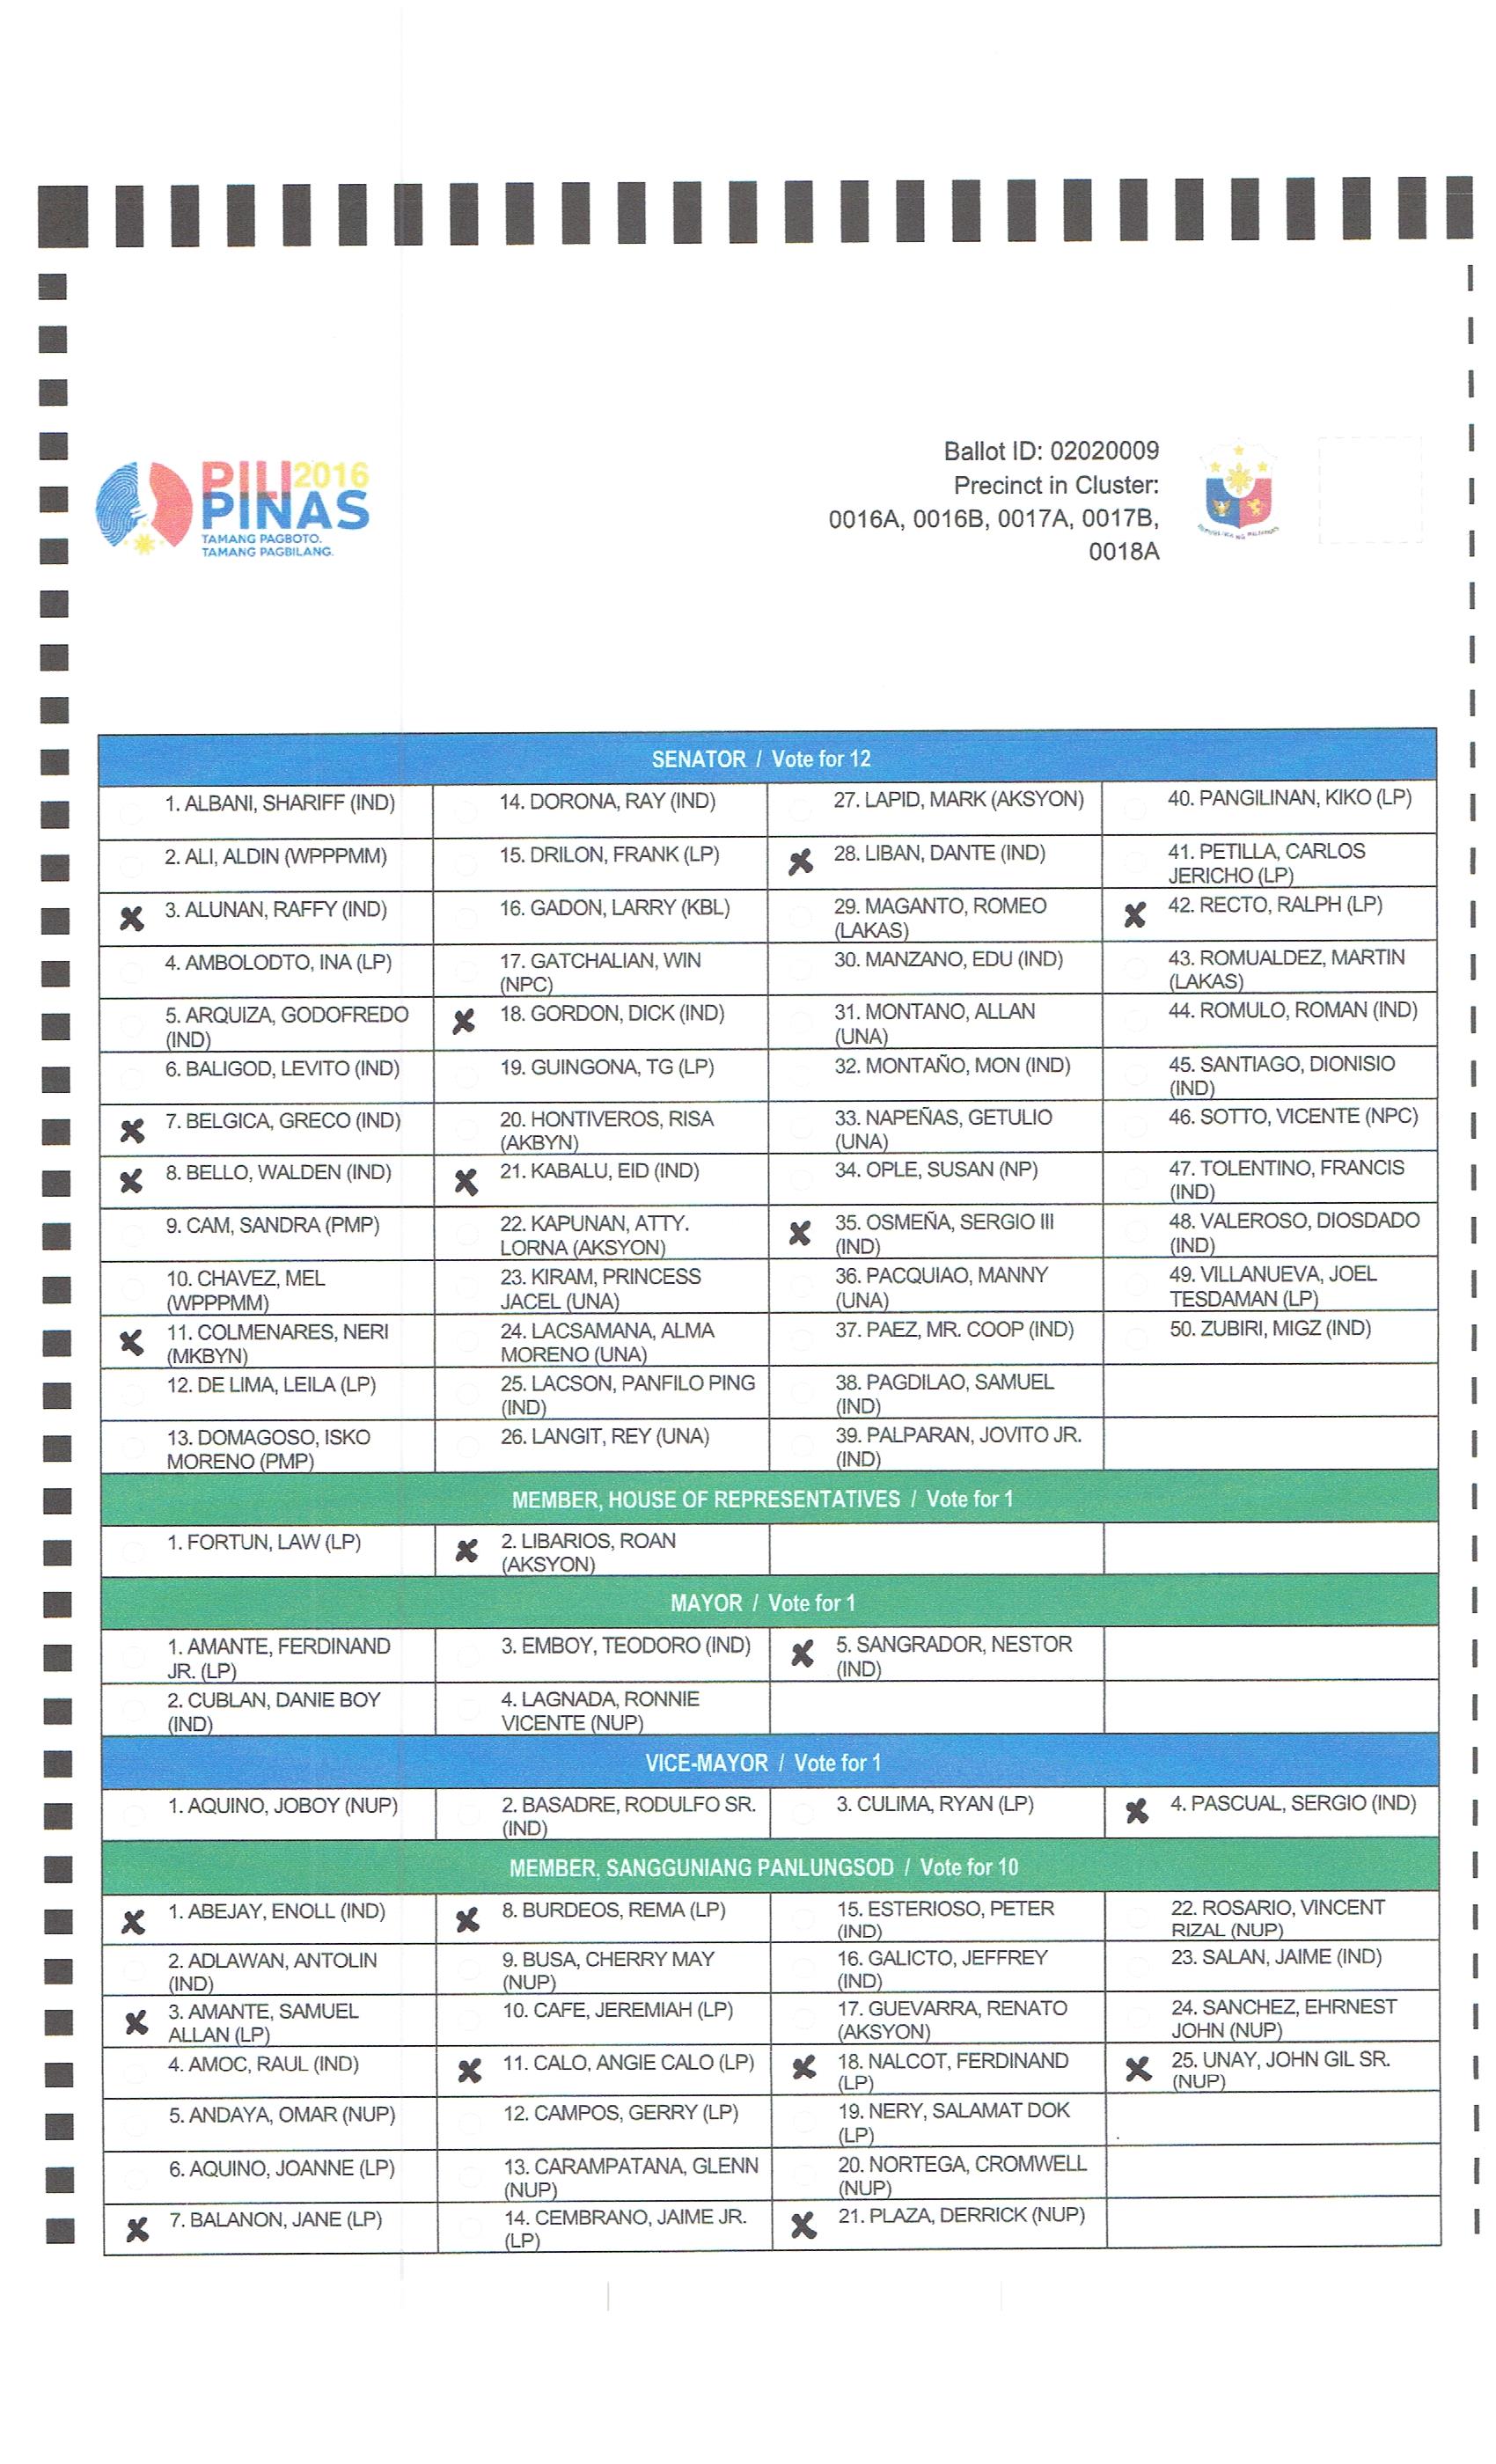 PILI 2016
PINAS
TAMANG PAGBOTO.
TAMANG PAGBILANG.
Ballot ID: 02020009
Precinct in Cluster:
0016A, 0016B, 0017A, 0017B,
0018A
SENATOR / Vote for 12
1. ALBANI, SHARIFF (IND)
2. ALI, ALDIN (WPPPMM)
3. ALUNAN, RAFFY (IND)
4. AMBOLODTO, INA (LP)
5. ARQUIZA, GODOFREDO
(IND)
6. BALIGOD, LEVITO (IND)
7. BELGICA, GRECO (IND)
8. BELLO, WALDEN (IND)
9. CAM, SANDRA (PMP)
10. CHAVEZ, MEL
(WPPPMM)
11. COLMENARES, NERI
(MKBYN)
12. DE LIMA, LEILA (LP)
13. DOMAGOSO, ISKO
MORENO (PMP)
14. DORONA, RAY (IND)
15. DRILON, FRANK (LP)
16. GADON, LARRY (KBL)
17. GATCHALIAN, WIN
(NPC)
18. GORDON, DICK (IND)
19. GUINGONA, TG (LP)
20. HONTIVEROS, RISA
(AKBYN)
21. KABALU, EID (IND)
22. KAPUNAN, ATTY.
LORNA (AKSYON)
23. KIRAM, PRINCESS
JACEL (UNA)
24. LACSAMANA, ALMA
MORENO (UNA)
25. LACSON, PANFILO PING
(IND)
26. LANGIT, REY (UNA)
27. LAPID, MARK (AKSYON)
28. LIBAN, DANTE (IND)
29. MAGANTO, ROMEO
(LAKAS)
30. MANZANO, EDU (IND)
31. MONTANO, ALLAN
(UNA)
32. MONTAÑO, MON (IND)
33. NAPEÑAS, GETULIO
(UNA)
34. OPLE, SUSAN (NP)
35. OSMEÑA, SERGIO III
(IND)
36. PACQUIAO, MANNY
(UNA)
37. PAEZ, MR. COOP (IND)
38. PAGDILAO, SAMUEL
(IND)
39. PALPARAN, JOVITO JR.
(IND)
40. PANGILINAN, KIKO (LP)
41. PETILLA, CARLOS
JERICHO (LP)
42. RECTO, RALPH (LP)
43. ROMUALDEZ, MARTIN
(LAKAS)
44. ROMULO, ROMAN (IND)
45. SANTIAGO, DIONISIO
(IND)
46. SOTTO, VICENTE (NPC)
47. TOLENTINO, FRANCIS
(IND)
48. VALEROSO, DIOSDADO
(IND)
49. VILLANUEVA, JOEL
TESDAMAN (LP)
50. ZUBIRI, MIGZ (IND)
MEMBER, HOUSE OF REPRESENTATIVES / Vote for 1
1. FORTUN, LAW (LP)
2. LIBARIOS, ROAN
(AKSYON)
MAYOR / Vote for 1
1. AMANTE, FERDINAND
JR. (LP)
2. CUBLAN, DANIE BOY
(IND)
3. EMBOY, TEODORO (IND)
4. LAGNADA, RONNIE
VICENTE (NUP)
5. SANGRADOR, NESTOR
(IND)
VICE-MAYOR / Vote for 1
1. AQUINO, JOBOY (NUP)
2. BASADRE, RODULFO SR.
(IND)
3. CULIMA, RYAN (LP)
4. PASCUAL, SERGIO (IND)
MEMBER, SANGGUNIANG PANLUNGSOD / Vote for 10
1. ABEJAY, ENOLL (IND)
2. ADLAWAN, ANTOLIN
(IND)
3. AMANTE, SAMUEL
ALLAN (LP)
4. AMOC, RAUL (IND)
5. ANDAYA, OMAR (NUP)
6. AQUINO, JOANNE (LP)
7. BALANON, JANE (LP)
8. BURDEOS, REMA (LP)
9. BUSA, CHERRY MAY
(NUP)
10. CAFE, JEREMIAH (LP)
11. CALO, ANGIE CALO (LP)
12. CAMPOS, GERRY (LP)
13. CARAMPATANA, GLENN
(NUP)
14. CEMBRANO, JAIME JR.
(LP)
15. ESTERIOSO, PETER
(IND)
16. GALICTO, JEFFREY
(IND)
17. GUEVARRA, RENATO
(AKSYON)
18. NALCOT, FERDINAND
(LP)
19. NERY, SALAMAT DOK
(LP)
20. NORTEGA, CROMWELL
(NUP)
21. PLAZA, DERRICK (NUP)
22. ROSARIO, VINCENT
RIZAL (NUP)
23. SALAN, JAIME (IND)
24. SANCHEZ, EHRNEST
JOHN (NUP)
25. UNAY, JOHN GIL SR.
(NUP)